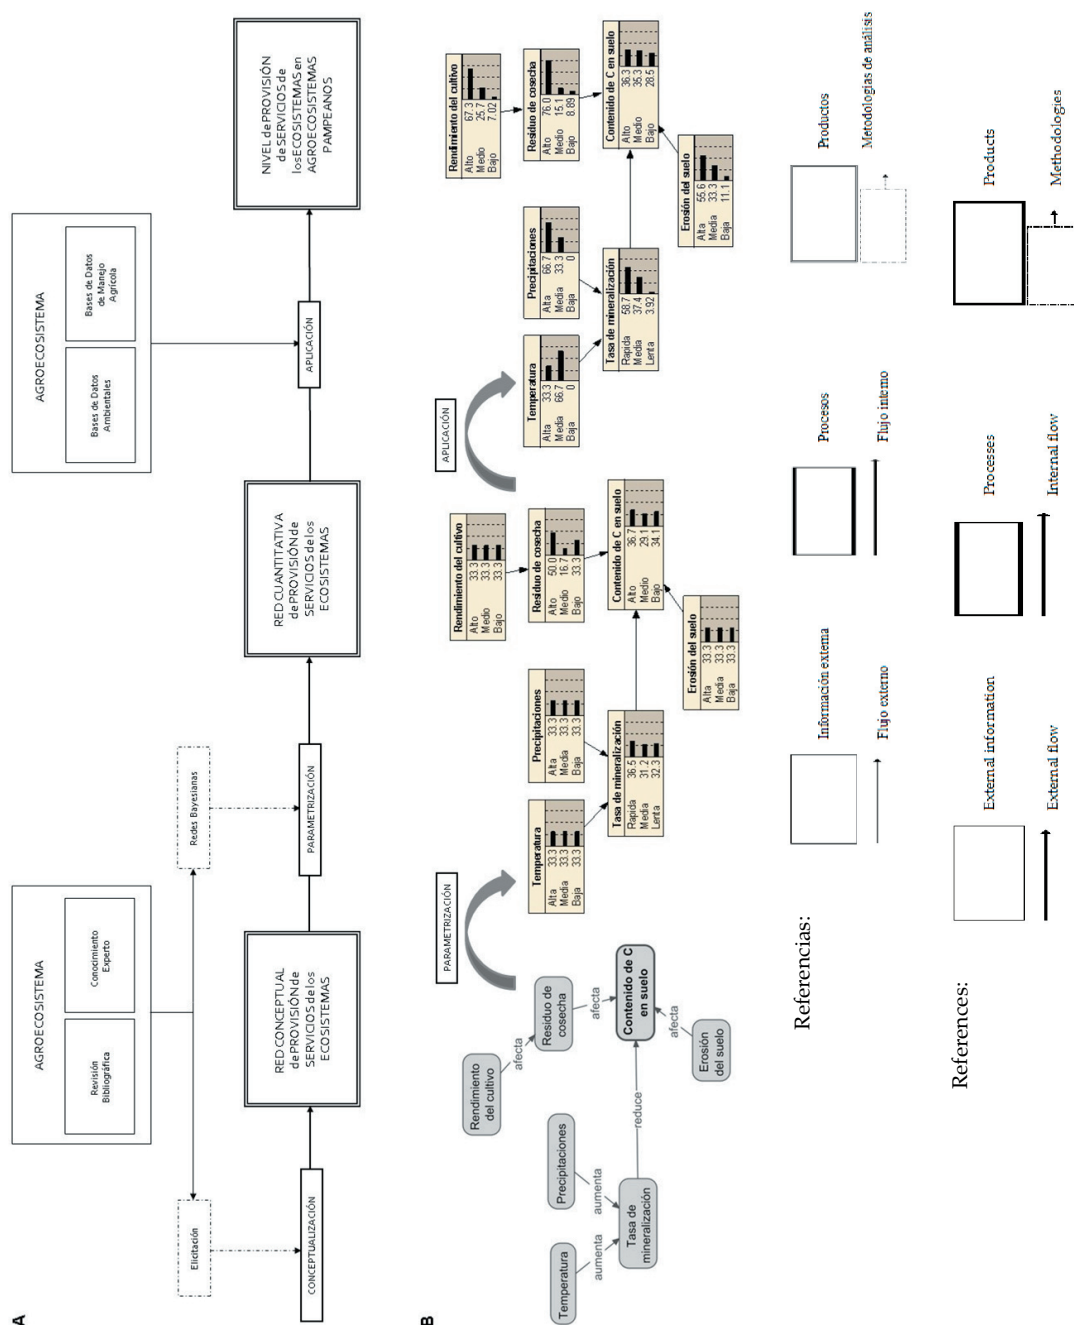 A
AGROECOSISTEMA
Revisión
Bibliográfica
Conocimiento
Experto
AGROECOSISTEMA
Bases de Datos
Ambientales
Bases de Datos
de Manejo
Agrícola
Elicitación
Redes Bayesianas
RED CONCEPTUAL
de PROVISIÓN de
SERVICIOS de los
ECOSISTEMAS
RED CUANTITATIVA
de PROVISIÓN de
SERVICIOS de los
ECOSISTEMAS
NIVEL de PROVISIÓN
de SERVICIOS de
los ECOSISTEMAS en
AGROECOSISTEMAS
PAMPEANOS
CONCEPTUALIZACIÓN
PARAMETRIZACIÓN
APLICACIÓN
B
PARAMETRIZACIÓN
APLICACIÓN
Rendimiento
del cultivo
afecta
Residuo de
cosecha
afecta
Temperatura
aumenta
Precipitaciones
aumenta
Tasa de
mineralización
reduce
Contenido de C
en suelo
afecta
Erosión
del suelo
Rendimiento del cultivo
Alto 33.3
Medio 33.3
Bajo 33.3
Residuo de cosecha
Alto 50.0
Medio 16.7
Bajo 33.3
Temperatura
Alta 33.3
Media 33.3
Baja 33.3
Precipitaciones
Alta 33.3
Media 33.3
Baja 33.3
Tasa de mineralización
Rapida 36.5
Media 31.2
Lenta 32.3
Contenido de C en suelo
Alto 36.7
Medio 29.1
Bajo 34.1
Erosión del suelo
Alta 33.3
Media 33.3
Baja 33.3
Rendimiento del cultivo
Alto 67.3
Medio 25.7
Bajo 7.02
Residuo de cosecha
Alto 76.0
Medio 15.1
Bajo 8.89
Temperatura
Alta 33.3
Media 66.7
Baja 0
Precipitaciones
Alta 66.7
Media 33.3
Baja 0
Tasa de mineralización
Rapida 58.7
Media 37.4
Lenta 3.92
Contenido de C en suelo
Alto 36.3
Medio 35.3
Bajo 28.5
Erosión del suelo
Alta 55.6
Media 33.3
Baja 11.1
Referencias:
Información externa
Procesos
Productos
Flujo externo
Flujo interno
Metodologias de análisis
References:
External information
Processes
Products
External flow
Internal flow
Methodologies